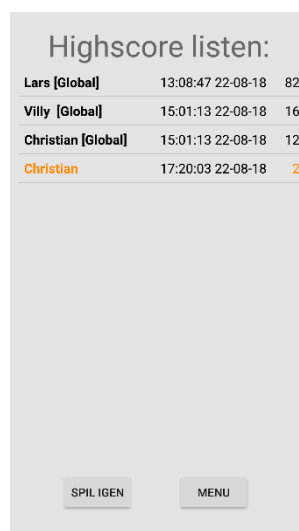 Highscore listen:
Lars [Global] 13:08:47 22-08-18 82
Villy [Global] 15:01:13 22-08-18 16
Christian [Global] 15:01:13 22-08-18 12
Christian 17:20:03 22-08-18 2
SPIL IGEN MENU